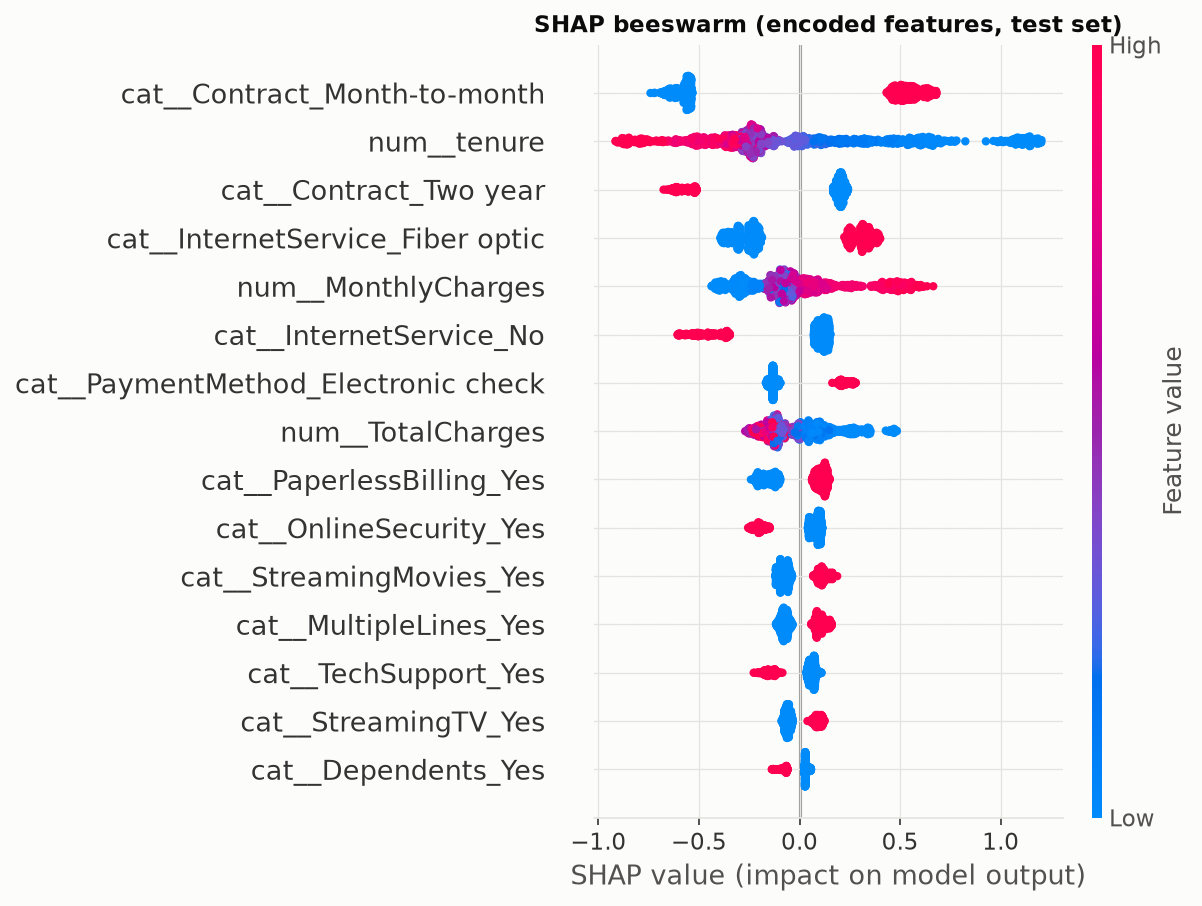 SHAP beeswarm (encoded features, test set)
High
cat__Contract_Month-to-month
num__tenure
cat__Contract_Two year
cat__InternetService_Fiber optic
num__MonthlyCharges
cat__InternetService_No
cat__PaymentMethod_Electronic check
num__TotalCharges
cat__PaperlessBilling_Yes
cat__OnlineSecurity_Yes
cat__StreamingMovies_Yes
cat__MultipleLines_Yes
cat__TechSupport_Yes
cat__StreamingTV_Yes
cat__Dependents_Yes
Feature value
Low
−1.0 −0.5 0.0 0.5 1.0
SHAP value (impact on model output)